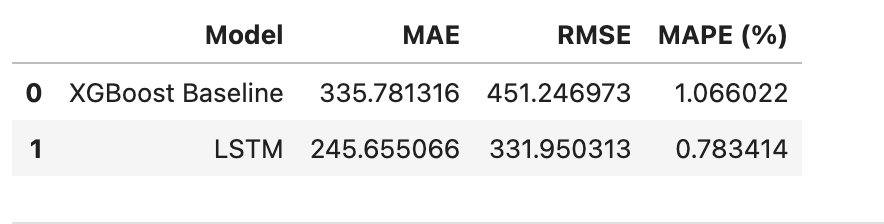 Model MAE RMSE MAPE (%)
0 XGBoost Baseline 335.781316 451.246973 1.066022
1 LSTM 245.655066 331.950313 0.783414